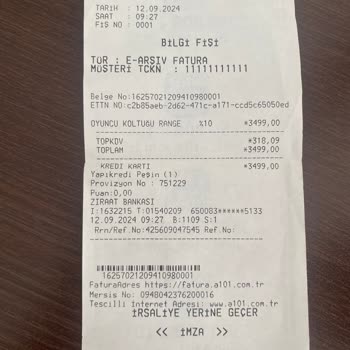 TARİH : 12.09.2024
SAAT : 09:27
FİŞ NO : 0001
BİLGİ FİŞİ
TÜR : E-ARŞİV FATURA
MÜŞTERİ TCKN : 11111111111
Belge No:16257021209410980001
ETTN NO:c2b85aeb-2d62-471c-a171-ccd5c65050ed
OYUNCU KOLTUĞU RANGE %10 *3499,00
TOPKDV *318,09
TOPLAM *3499,00
KREDİ KARTI *3499,00
Yapıkredi Peşin (1)
Provizyon No : 751229
Puan:0,00
ZİRAAT BANKASI
I:1632215 T:01540209 650083******5133
12.09.2024 09:27 B:1109 S:1
Rrn/Ref.No:425609047545 Ref.Co:
16257021209410980001
FaturaAdres https://fatura.a101.com.tr
Mersis No: 0948042376200016
Tescilli İnternet Adresi: www.a101.com.tr
İRSALİYE YERİNE GEÇER
<< İMZA >>